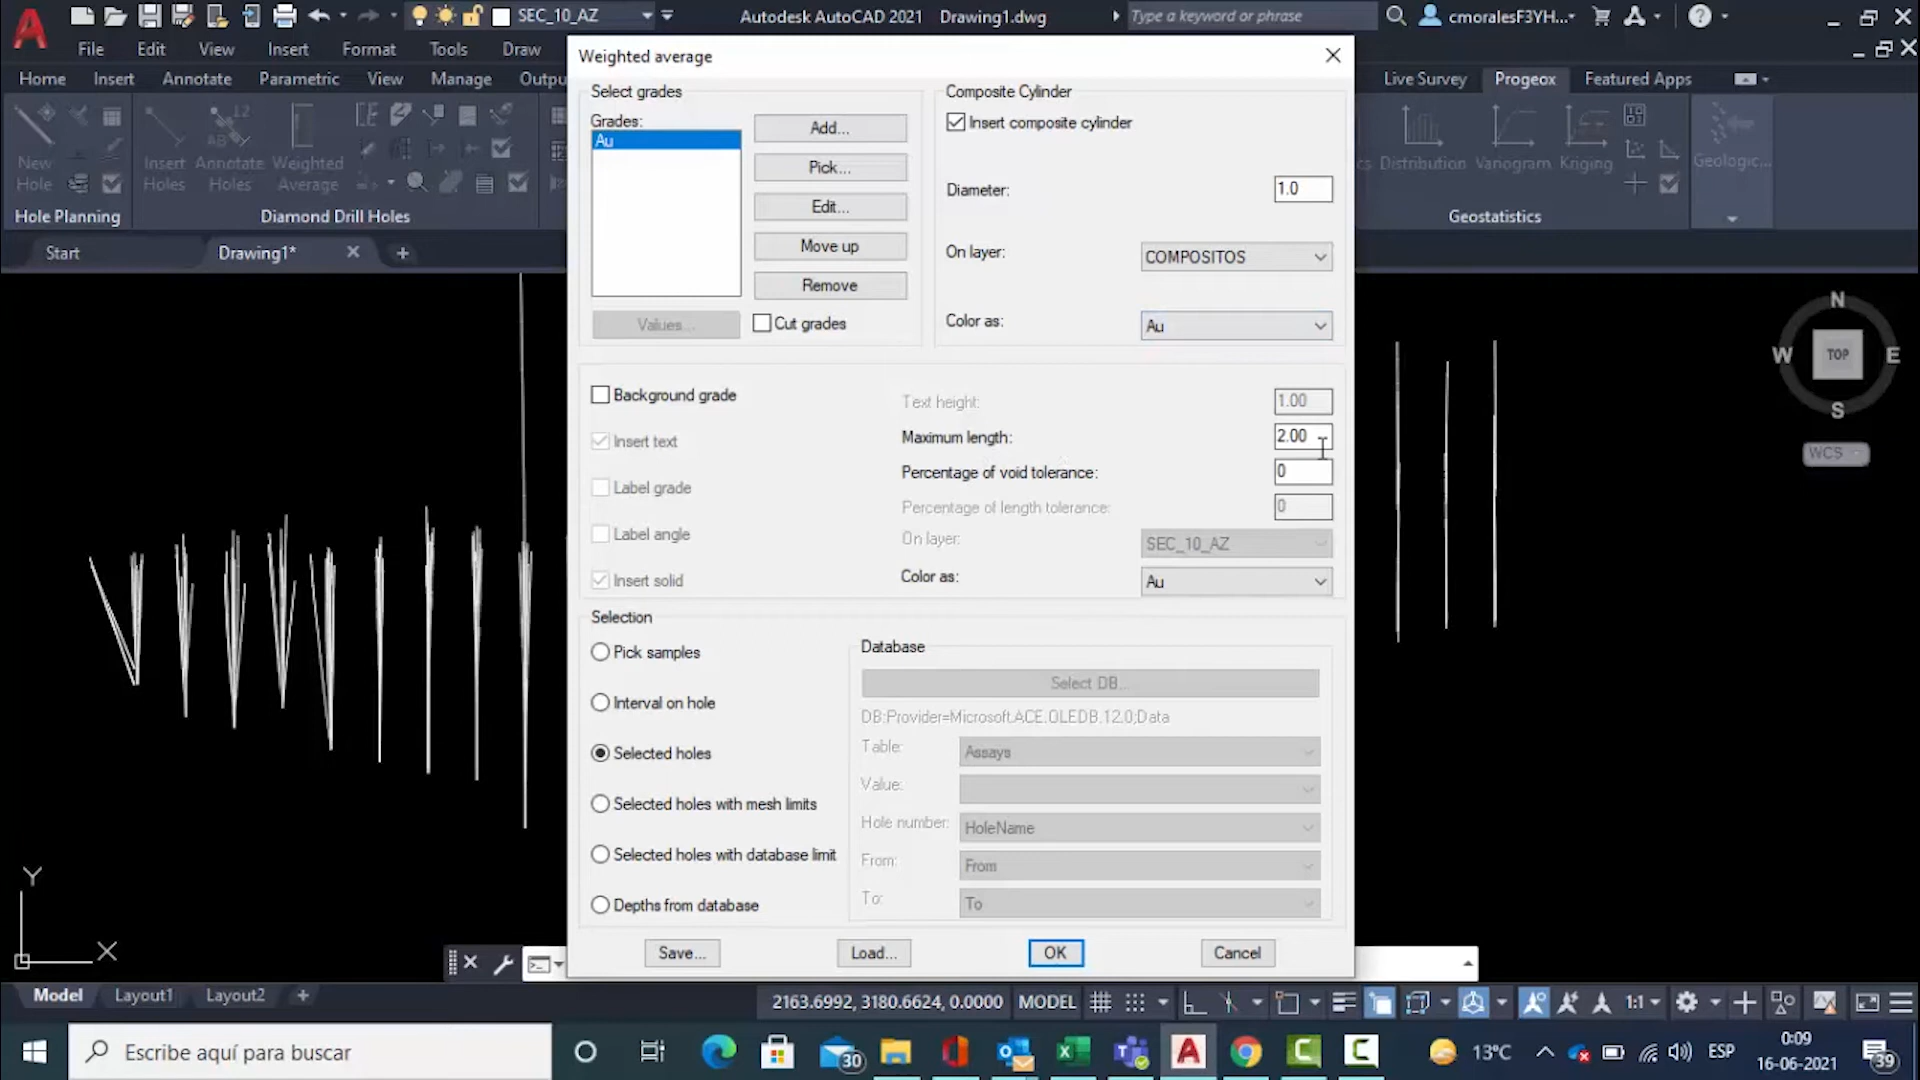 SEC_10_AZ
Autodesk AutoCAD 2021 Drawing1.dwg
Type a keyword or phrase
cmoralesF3YH...
File Edit View Insert Format Tools Draw
Home Insert Annotate Parametric View Manage Outpu
Live Survey Progeox Featured Apps
New Hole
Insert Holes
Annotate Holes
Weighted Average
Distribution
Variogram
Kriging
Geologic...
Hole Planning
Diamond Drill Holes
Geostatistics
Start
Drawing1*
Weighted average
Select grades
Grades:
Au
Add...
Pick...
Edit...
Move up
Remove
Values...
Cut grades
Composite Cylinder
Insert composite cylinder
Diameter: 1.0
On layer: COMPOSITOS
Color as: Au
Background grade
Insert text
Label grade
Label angle
Insert solid
Text height: 1.00
Maximum length: 2.00
Percentage of void tolerance: 0
Percentage of length tolerance: 0
On layer: SEC_10_AZ
Color as: Au
Selection
Pick samples
Interval on hole
Selected holes
Selected holes with mesh limits
Selected holes with database limit
Depths from database
Database
Select DB...
DB:Provider=Microsoft.ACE.OLEDB.12.0;Data
Table: Assays
Value:
Hole number: HoleName
From: From
To: To
Save...
Load...
OK
Cancel
N
W TOP E
S
WCS
Y
X
Model Layout1 Layout2
2163.6992, 3180.6624, 0.0000 MODEL
1:1
Escribe aquí para buscar
30
13°C
ESP
0:09
16-06-2021
39